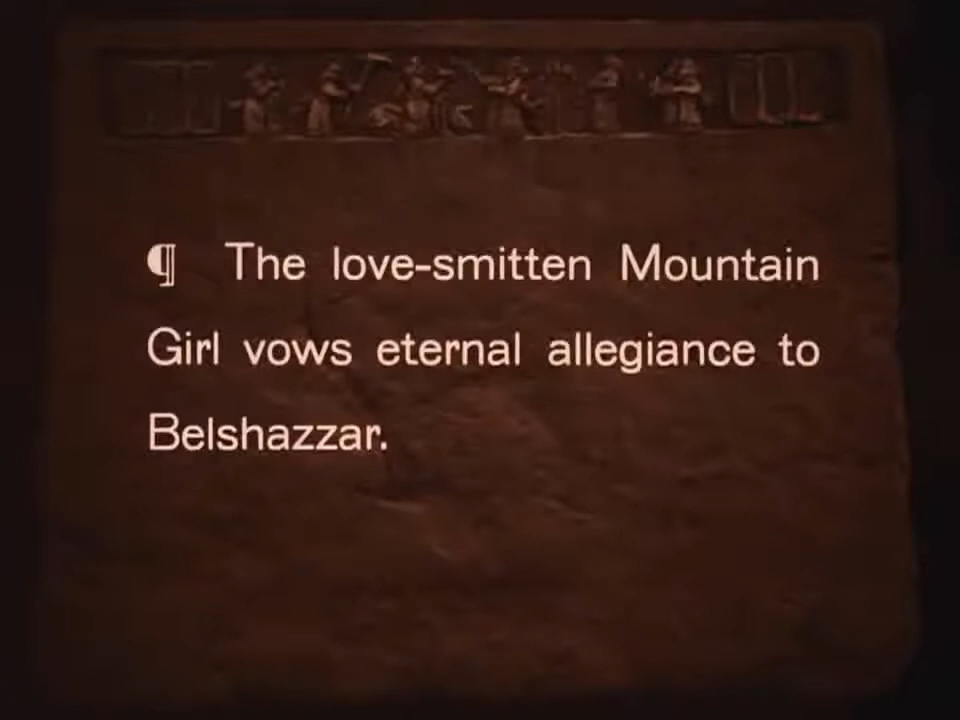 ¶ The love-smitten Mountain
Girl vows eternal allegiance to
Belshazzar.